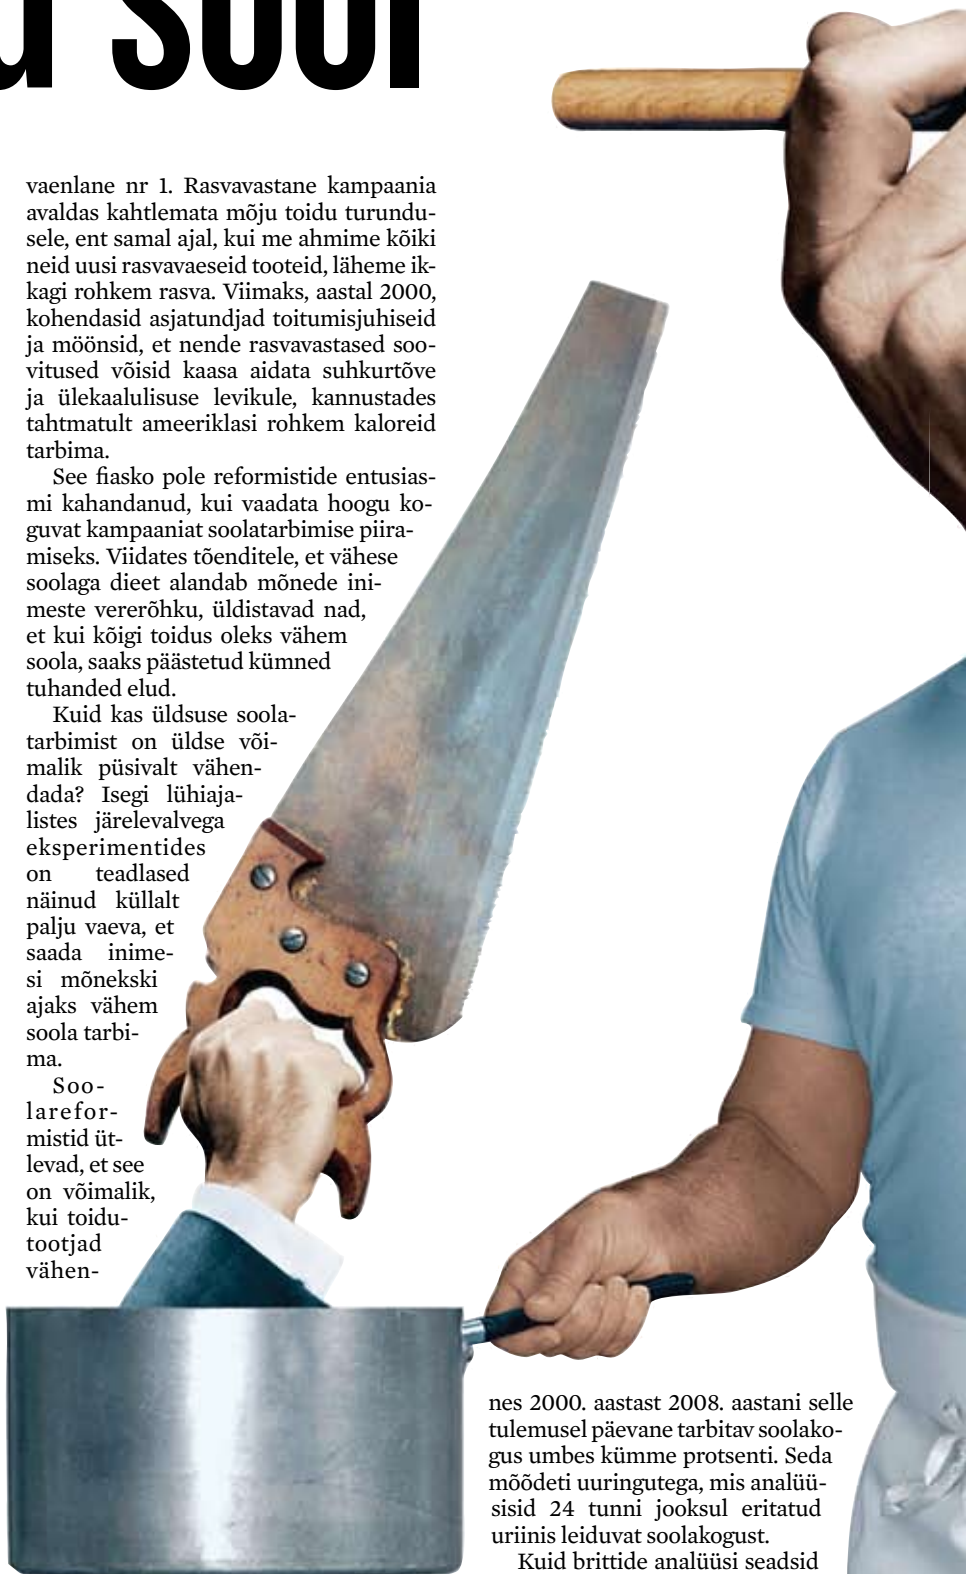 sool
vaenlane nr 1. Rasvavastane kampaania
avaldas kahtlemata mõju toidu turundu-
sele, ent samal ajal, kui me ahmime kõiki
neid uusi rasvavaeseid tooteid, läheme ik-
kagi rohkem rasva. Viimaks, aastal 2000,
kohendasid asjatundjad toitumisjuhiseid
ja möönsid, et nende rasvavastased soo-
vitused võisid kaasa aidata suhkurtõve
ja ülekaalulisuse levikule, kannustades
tahtmatult ameeriklasi rohkem kaloreid
tarbima.
See fiasko pole reformistide entusias-
mi kahandanud, kui vaadata hoogu ko-
guvat kampaaniat soolatarbimise piira-
miseks. Viidates tõenditele, et vähese
soolaga dieet alandab mõnede ini-
meste vererõhku, üldistavad nad,
et kui kõigi toidus oleks vähem
soola, saaks päästetud kümned
tuhanded elud.
Kuid kas üldsuse soola-
tarbimist on üldse või-
malik püsivalt vähen-
dada? Isegi lühiaja-
listes järelevalvega
eksperimentides
on teadlased
näinud küllalt
palju vaeva, et
saada inime-
si mõnekski
ajaks vähem
soola tarbi-
ma.
Soo-
larefor-
mistid üt-
levad, et see
on võimalik,
kui toidu-
tootjad
vähen-
nes 2000. aastast 2008. aastani selle
tulemusel päevane tarbitav soolako-
gus umbes kümme protsenti. Seda
mõõdeti uuringutega, mis analüü-
sisid 24 tunni jooksul eritatud
uriinis leiduvat soolakogust.
Kuid brittide analüüsi seadsid